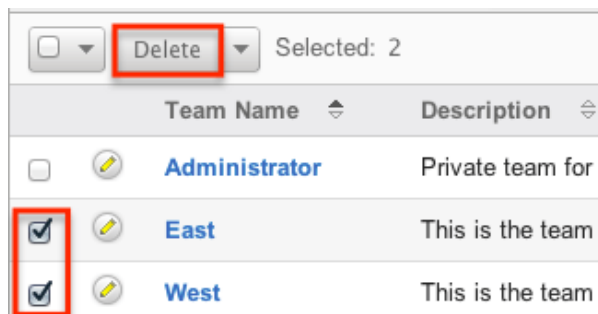 Delete Selected: 2
Team Name Description
Administrator Private team for
East This is the team
West This is the team